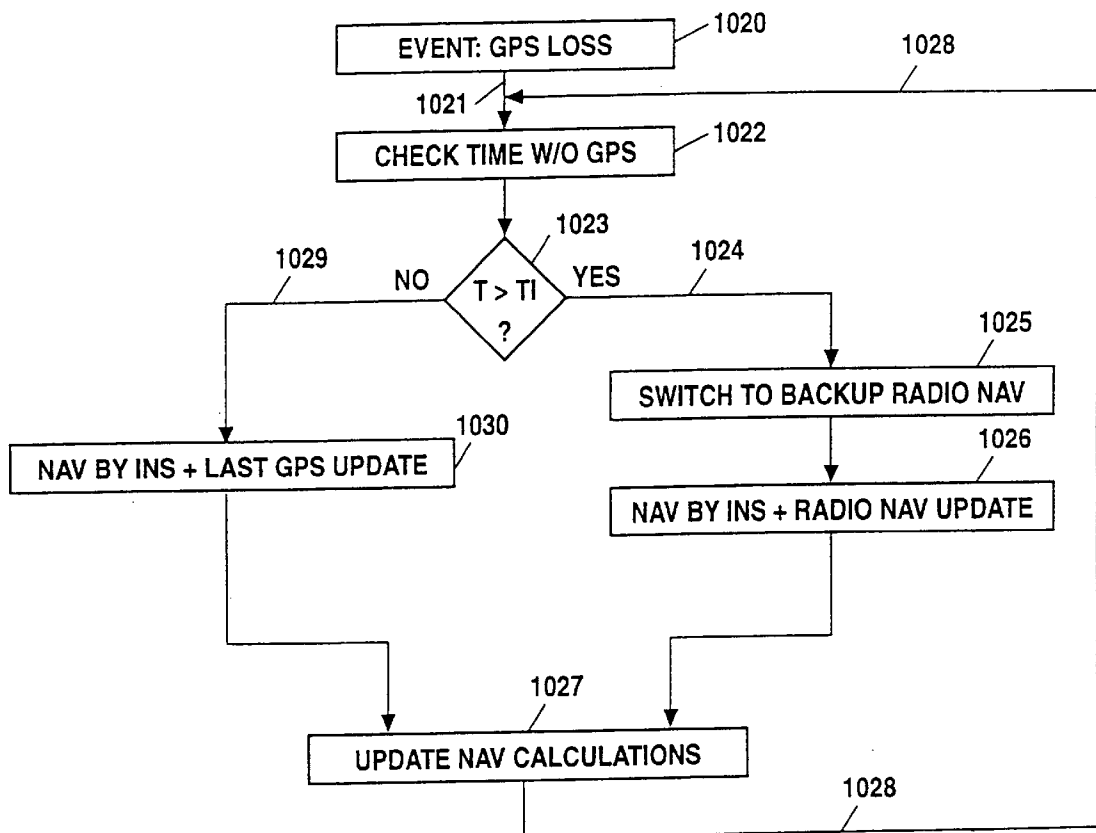 1020
EVENT: GPS LOSS
1028
1021
1022
CHECK TIME W/O GPS
1023
1029
NO
T > TI
?
YES
1024
1025
SWITCH TO BACKUP RADIO NAV
1030
NAV BY INS + LAST GPS UPDATE
1026
NAV BY INS + RADIO NAV UPDATE
1027
UPDATE NAV CALCULATIONS
1028